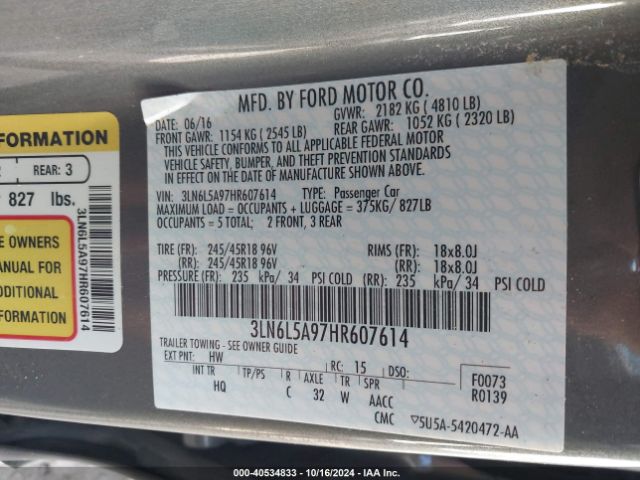 MFD. BY FORD MOTOR CO.
DATE: 06/16 GVWR: 2182 KG ( 4810 LB)
FRONT GAWR: 1154 KG ( 2545 LB) REAR GAWR: 1052 KG ( 2320 LB)
THIS VEHICLE CONFORMS TO ALL APPLICABLE FEDERAL MOTOR
VEHICLE SAFETY, BUMPER, AND THEFT PREVENTION STANDARDS
IN EFFECT ON THE DATE OF MANUFACTURE SHOWN ABOVE.
VIN: 3LN6L5A97HR607614 TYPE: Passenger Car
MAXIMUM LOAD = OCCUPANTS + LUGGAGE = 375KG/ 827LB
OCCUPANTS = 5 TOTAL: 2 FRONT, 3 REAR
TIRE (FR): 245/45R18 96V RIMS (FR): 18x8.0J
(RR): 245/45R18 96V (RR): 18x8.0J
PRESSURE (FR): 235 kPa/ 34 PSI COLD (RR): 235 kPa/ 34 PSI COLD
3LN6L5A97HR607614
TRAILER TOWING - SEE OWNER GUIDE
EXT PNT: HW RC: 15 DSO:
INT TR TP/PS R AXLE TR SPR
HQ C 32 W AACC
CMC
F0073
R0139
▽5U5A-5420472-AA
FORMATION
REAR: 3
827 lbs.
E OWNERS
ANUAL FOR
DDITIONAL
FORMATION
3LN6L5A97HR607614
000-40534833 - 10/16/2024 - IAA Inc.